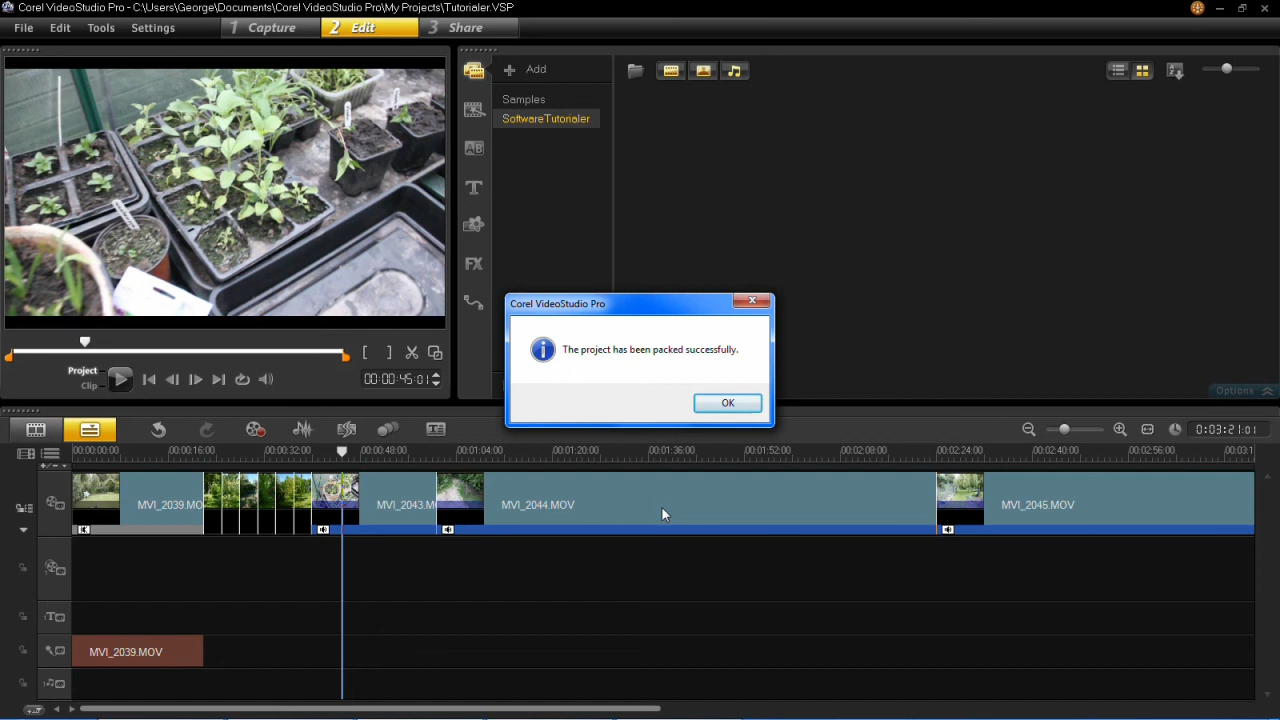 Corel VideoStudio Pro - C:\Users\George\Documents\Corel VideoStudio Pro\My Projects\Tutorialer.VSP
File Edit Tools Settings 1 Capture 2 Edit 3 Share
Add
Samples
SoftwareTutorialer
Project
Clip
00:00:45:01
Options
Corel VideoStudio Pro
The project has been packed successfully.
OK
0:03:21:01
00:00:00:00 00:00:16:00 00:00:32:00 00:00:48:00 00:01:04:00 00:01:20:00 00:01:36:00 00:01:52:00 00:02:08:00 00:02:24:00 00:02:40:00 00:02:56:00 00:03:1
MVI_2039.MO MVI_2043.M MVI_2044.MOV MVI_2045.MOV
MVI_2039.MOV